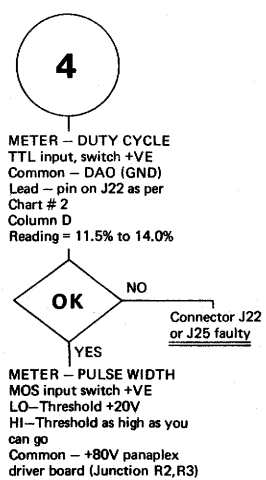 4
METER – DUTY CYCLE
TTL input, switch +VE
Common – DAO (GND)
Lead – pin on J22 as per
Chart # 2
Column D
Reading = 11.5% to 14.0%
OK
NO
Connector J22
or J25 faulty
YES
METER – PULSE WIDTH
MOS input switch +VE
LO–Threshold +20V
HI–Threshold as high as you
can go
Common – +80V panaplex
driver board (Junction R2,R3)